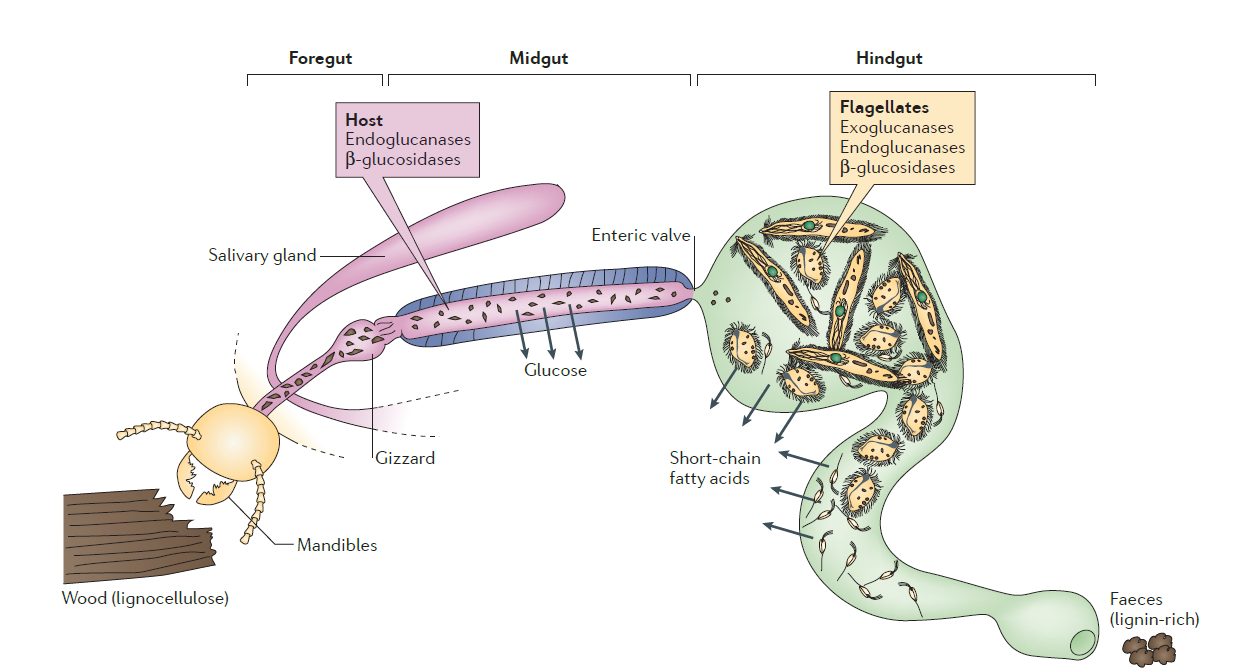 Foregut
Midgut
Hindgut
Host
Endoglucanases
β-glucosidases
Flagellates
Exoglucanases
Endoglucanases
β-glucosidases
Salivary gland
Enteric valve
Glucose
Gizzard
Short-chain
fatty acids
Mandibles
Wood (lignocellulose)
Faeces
(lignin-rich)